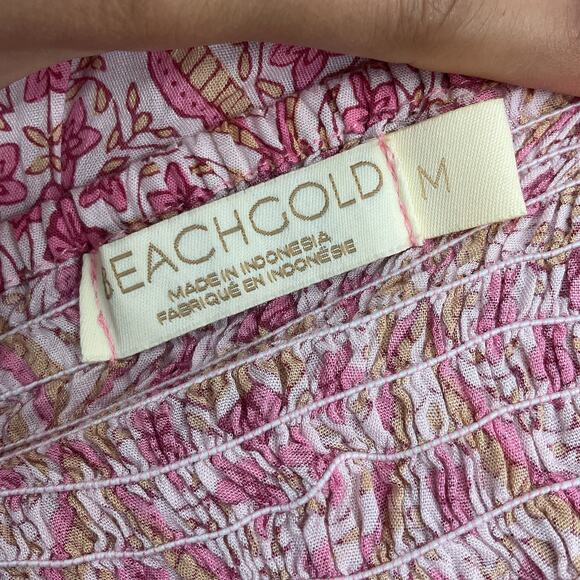 BEACHGOLD
MADE IN INDONESIA
FABRIQUÉ EN INDONÉSIE
M